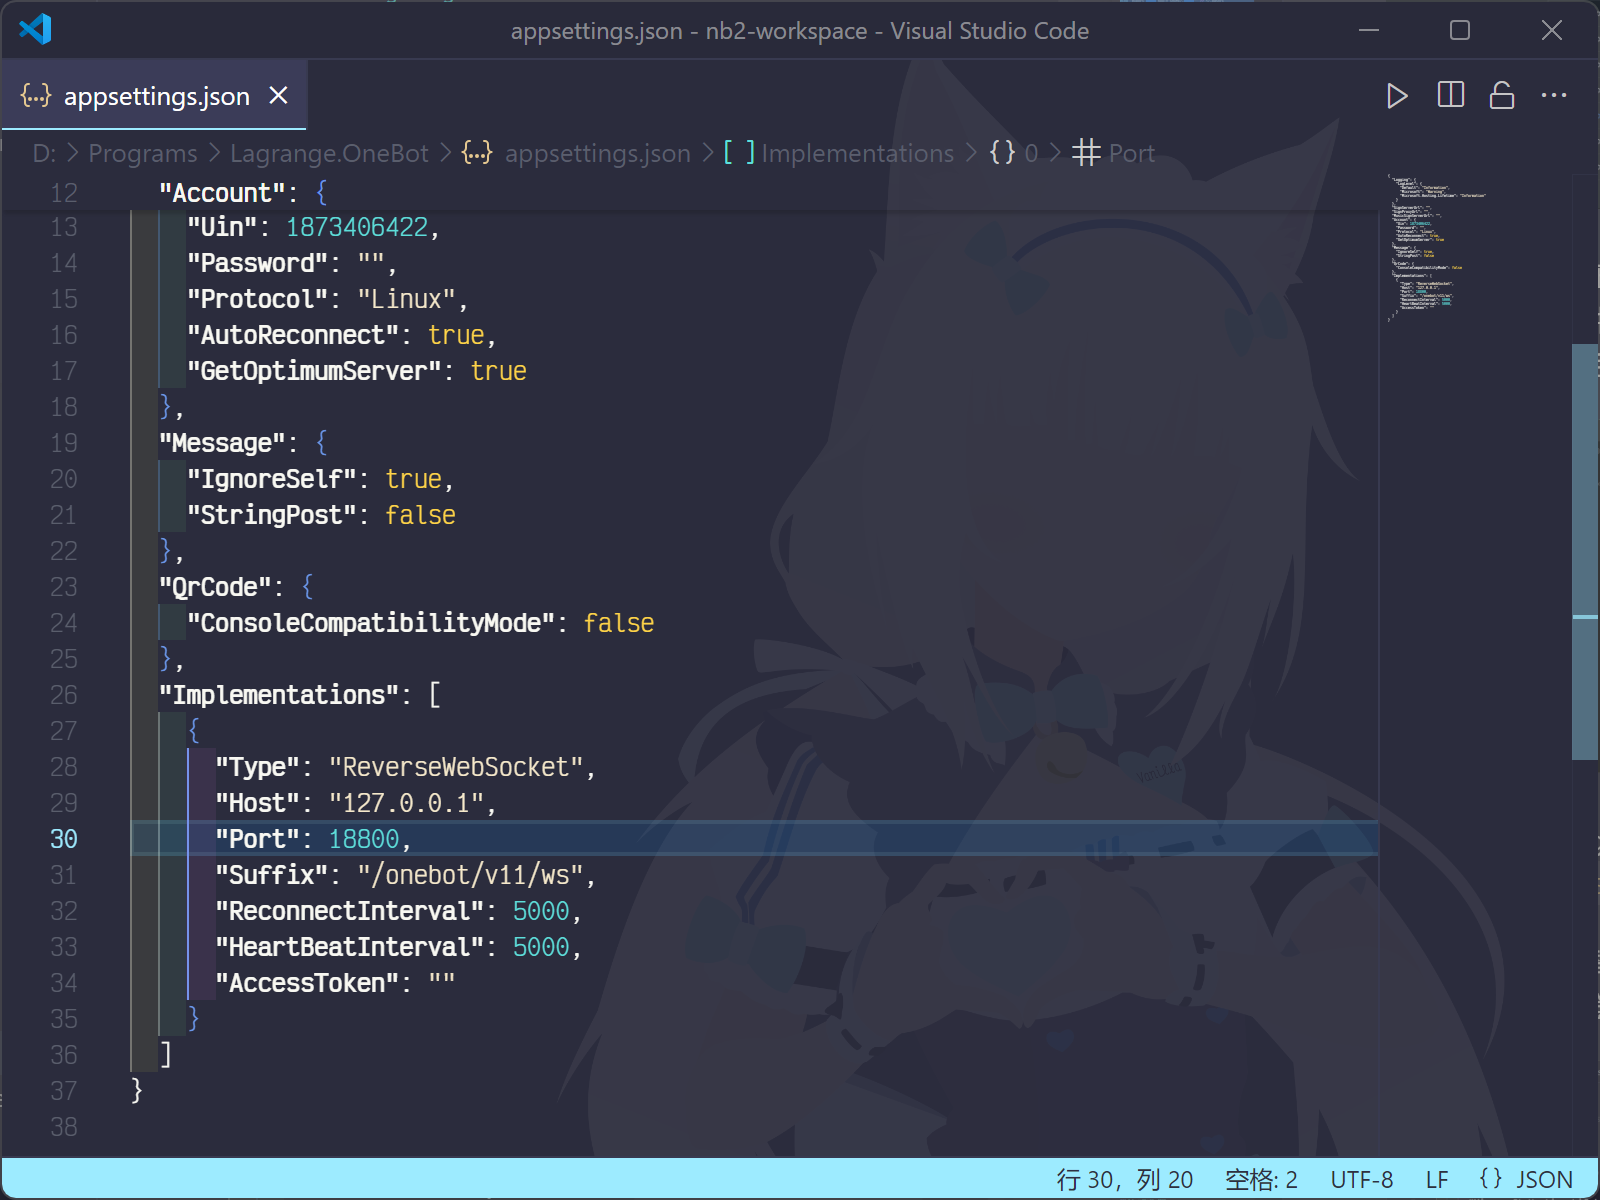 appsettings.json - nb2-workspace - Visual Studio Code
{...} appsettings.json
D: > Programs > Lagrange.OneBot > {...} appsettings.json > [ ] Implementations > {} 0 > # Port
12 "Account": {
13 "Uin": 1873406422,
14 "Password": "",
15 "Protocol": "Linux",
16 "AutoReconnect": true,
17 "GetOptimumServer": true
18 },
19 "Message": {
20 "IgnoreSelf": true,
21 "StringPost": false
22 },
23 "QrCode": {
24 "ConsoleCompatibilityMode": false
25 },
26 "Implementations": [
27 {
28 "Type": "ReverseWebSocket",
29 "Host": "127.0.0.1",
30 "Port": 18800,
31 "Suffix": "/onebot/v11/ws",
32 "ReconnectInterval": 5000,
33 "HeartBeatInterval": 5000,
34 "AccessToken": ""
35 }
36 ]
37 }
38
行 30，列 20 空格: 2 UTF-8 LF {} JSON